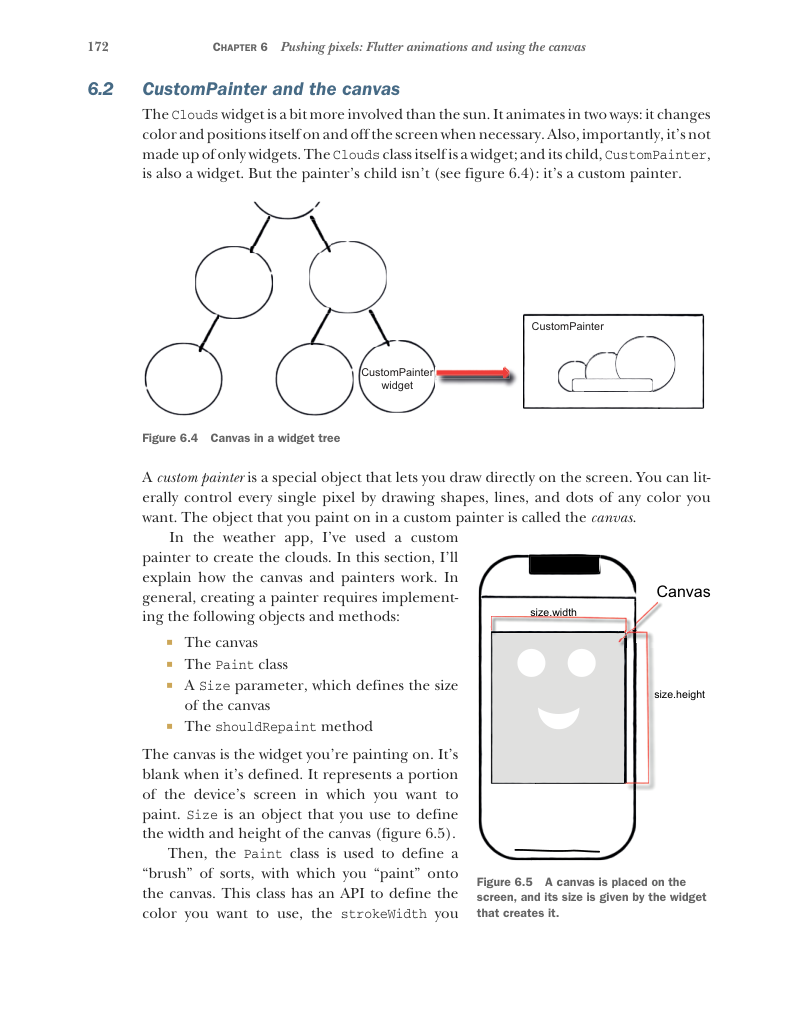 172
CHAPTER 6 Pushing pixels: Flutter animations and using the canvas
6.2 CustomPainter and the canvas
The Clouds widget is a bit more involved than the sun. It animates in two ways: it changes
color and positions itself on and off the screen when necessary. Also, importantly, it's not
made up of only widgets. The Clouds class itself is a widget; and its child, CustomPainter,
is also a widget. But the painter's child isn't (see figure 6.4): it's a custom painter.
CustomPainter
widget
CustomPainter
Figure 6.4 Canvas in a widget tree
A custom painter is a special object that lets you draw directly on the screen. You can lit-
erally control every single pixel by drawing shapes, lines, and dots of any color you
want. The object that you paint on in a custom painter is called the canvas.
In the weather app, I've used a custom
painter to create the clouds. In this section, I'll
explain how the canvas and painters work. In
general, creating a painter requires implement-
ing the following objects and methods:
■ The canvas
■ The Paint class
■ A Size parameter, which defines the size
of the canvas
■ The shouldRepaint method
The canvas is the widget you're painting on. It's
blank when it's defined. It represents a portion
of the device's screen in which you want to
paint. Size is an object that you use to define
the width and height of the canvas (figure 6.5).
Then, the Paint class is used to define a
"brush" of sorts, with which you "paint" onto
the canvas. This class has an API to define the
color you want to use, the strokeWidth you
Canvas
size.width
size.height
Figure 6.5 A canvas is placed on the
screen, and its size is given by the widget
that creates it.